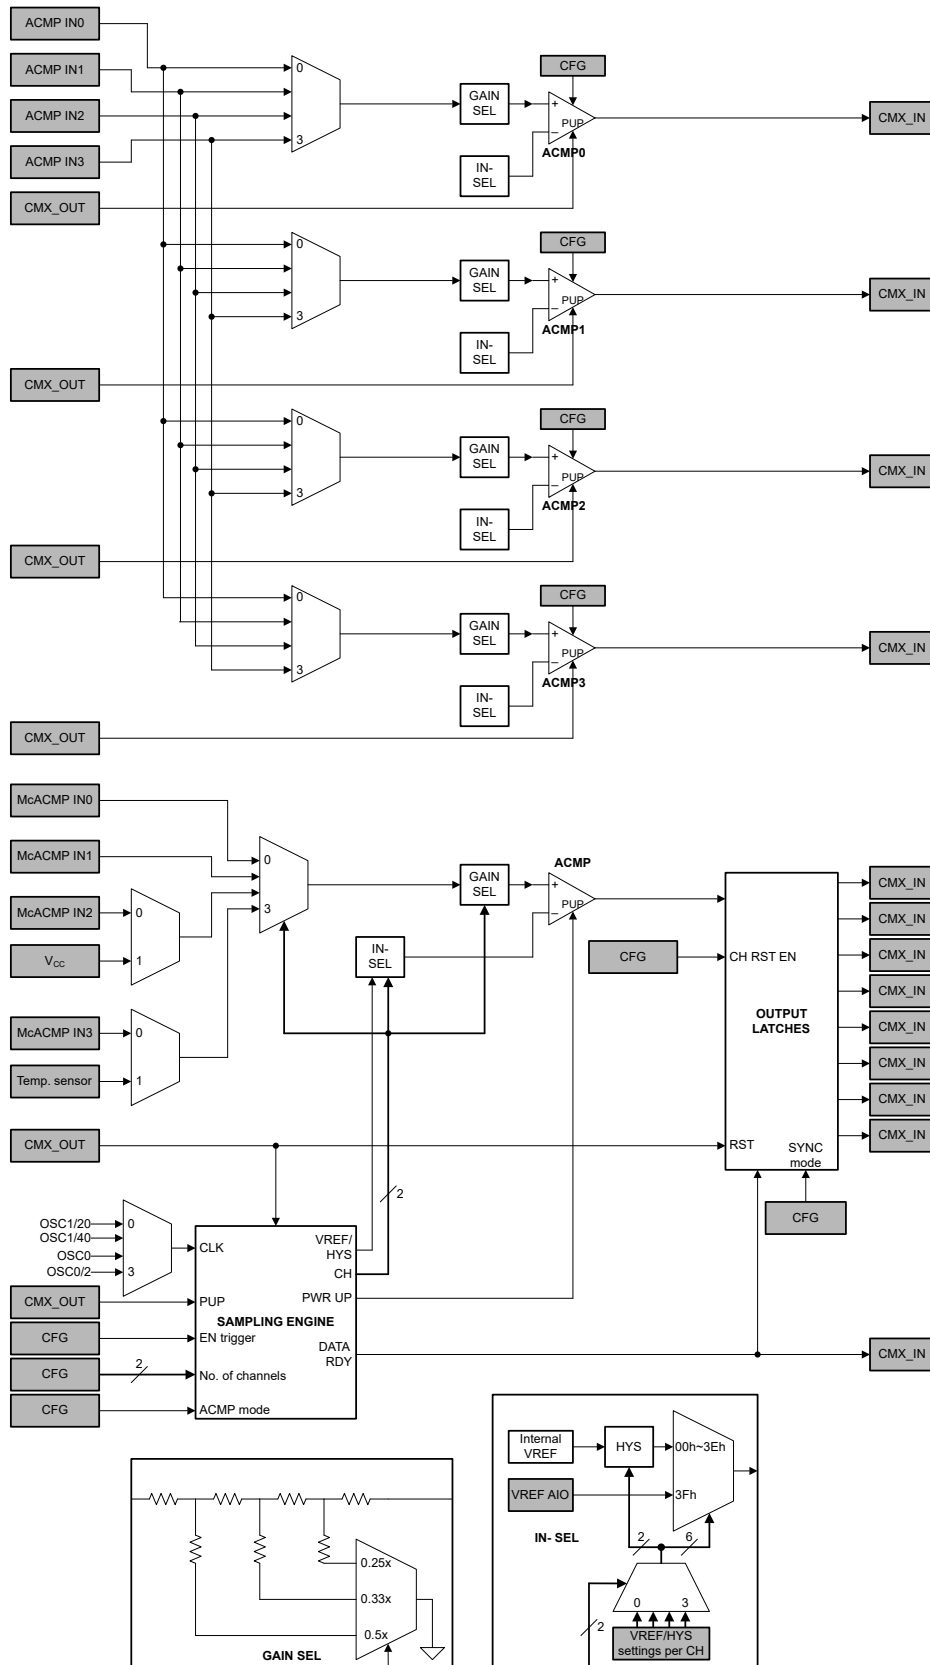 ACMP IN0
ACMP IN1
ACMP IN2
ACMP IN3
CMX_OUT
0
3
GAIN
SEL
IN-
SEL
CFG
+
PUP
–
ACMP0
CMX_IN
CMX_OUT
0
3
GAIN
SEL
IN-
SEL
CFG
+
PUP
–
ACMP1
CMX_IN
CMX_OUT
0
3
GAIN
SEL
IN-
SEL
CFG
+
PUP
–
ACMP2
CMX_IN
CMX_OUT
0
3
GAIN
SEL
IN-
SEL
CFG
+
PUP
–
ACMP3
CMX_IN
CMX_OUT
McACMP IN0
McACMP IN1
McACMP IN2
VCC
0
1
McACMP IN3
Temp. sensor
0
1
0
3
GAIN
SEL
IN-
SEL
ACMP
+
PUP
–
CFG
CH RST EN
OUTPUT
LATCHES
RST
SYNC
mode
CFG
CMX_IN
CMX_IN
CMX_IN
CMX_IN
CMX_IN
CMX_IN
CMX_IN
CMX_IN
CMX_OUT
2
OSC1/20
OSC1/40
OSC0
OSC0/2
0
3
CMX_OUT
CFG
CFG
2
CFG
CLK
PUP
SAMPLING ENGINE
EN trigger
No. of channels
ACMP mode
VREF/
HYS
CH
PWR UP
DATA
RDY
CMX_IN
0.25x
0.33x
0.5x
GAIN SEL
Internal
VREF
HYS
00h~3Eh
VREF AIO
3Fh
IN- SEL
2
6
0
3
2
VREF/HYS
settings per CH